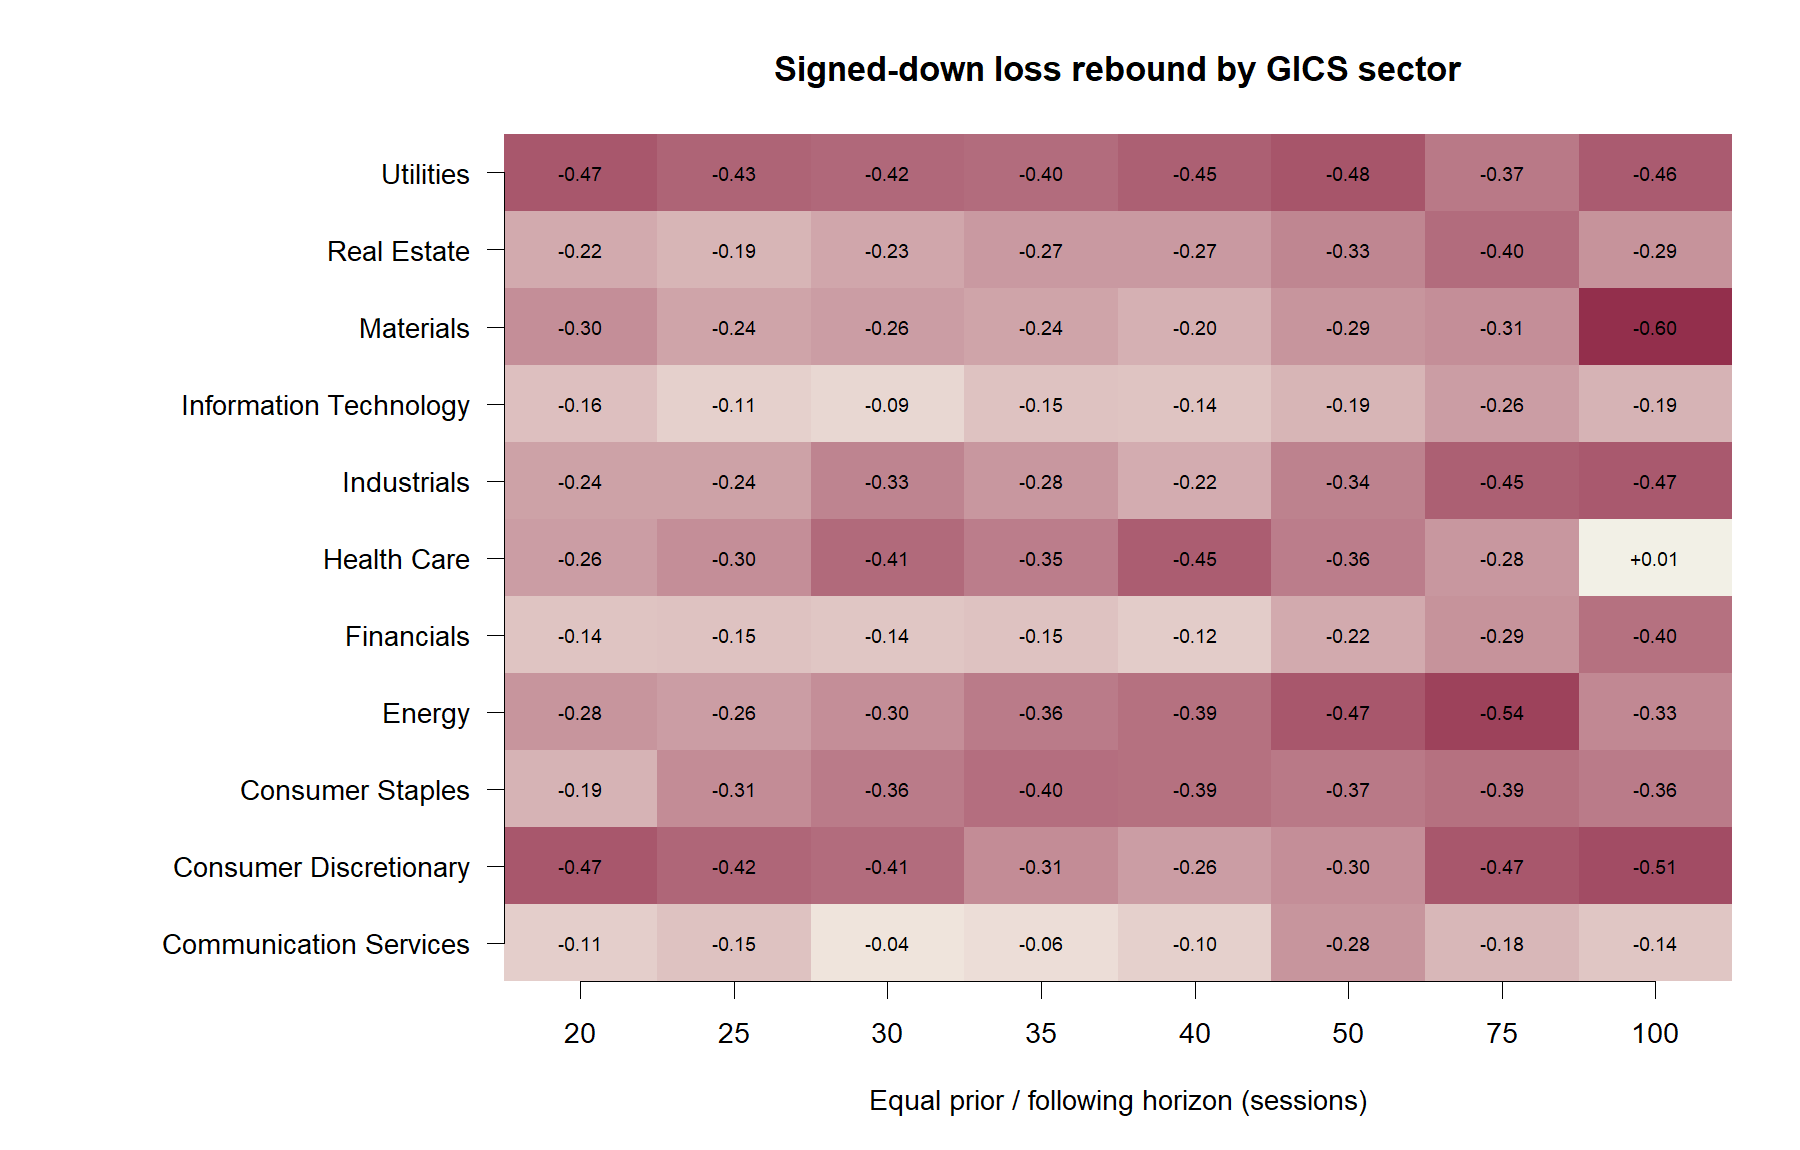 Signed-down loss rebound by GICS sector
Utilities -0.47 -0.43 -0.42 -0.40 -0.45 -0.48 -0.37 -0.46
Real Estate -0.22 -0.19 -0.23 -0.27 -0.27 -0.33 -0.40 -0.29
Materials -0.30 -0.24 -0.26 -0.24 -0.20 -0.29 -0.31 -0.60
Information Technology -0.16 -0.11 -0.09 -0.15 -0.14 -0.19 -0.26 -0.19
Industrials -0.24 -0.24 -0.33 -0.28 -0.22 -0.34 -0.45 -0.47
Health Care -0.26 -0.30 -0.41 -0.35 -0.45 -0.36 -0.28 +0.01
Financials -0.14 -0.15 -0.14 -0.15 -0.12 -0.22 -0.29 -0.40
Energy -0.28 -0.26 -0.30 -0.36 -0.39 -0.47 -0.54 -0.33
Consumer Staples -0.19 -0.31 -0.36 -0.40 -0.39 -0.37 -0.39 -0.36
Consumer Discretionary -0.47 -0.42 -0.41 -0.31 -0.26 -0.30 -0.47 -0.51
Communication Services -0.11 -0.15 -0.04 -0.06 -0.10 -0.28 -0.18 -0.14
20 25 30 35 40 50 75 100
Equal prior / following horizon (sessions)